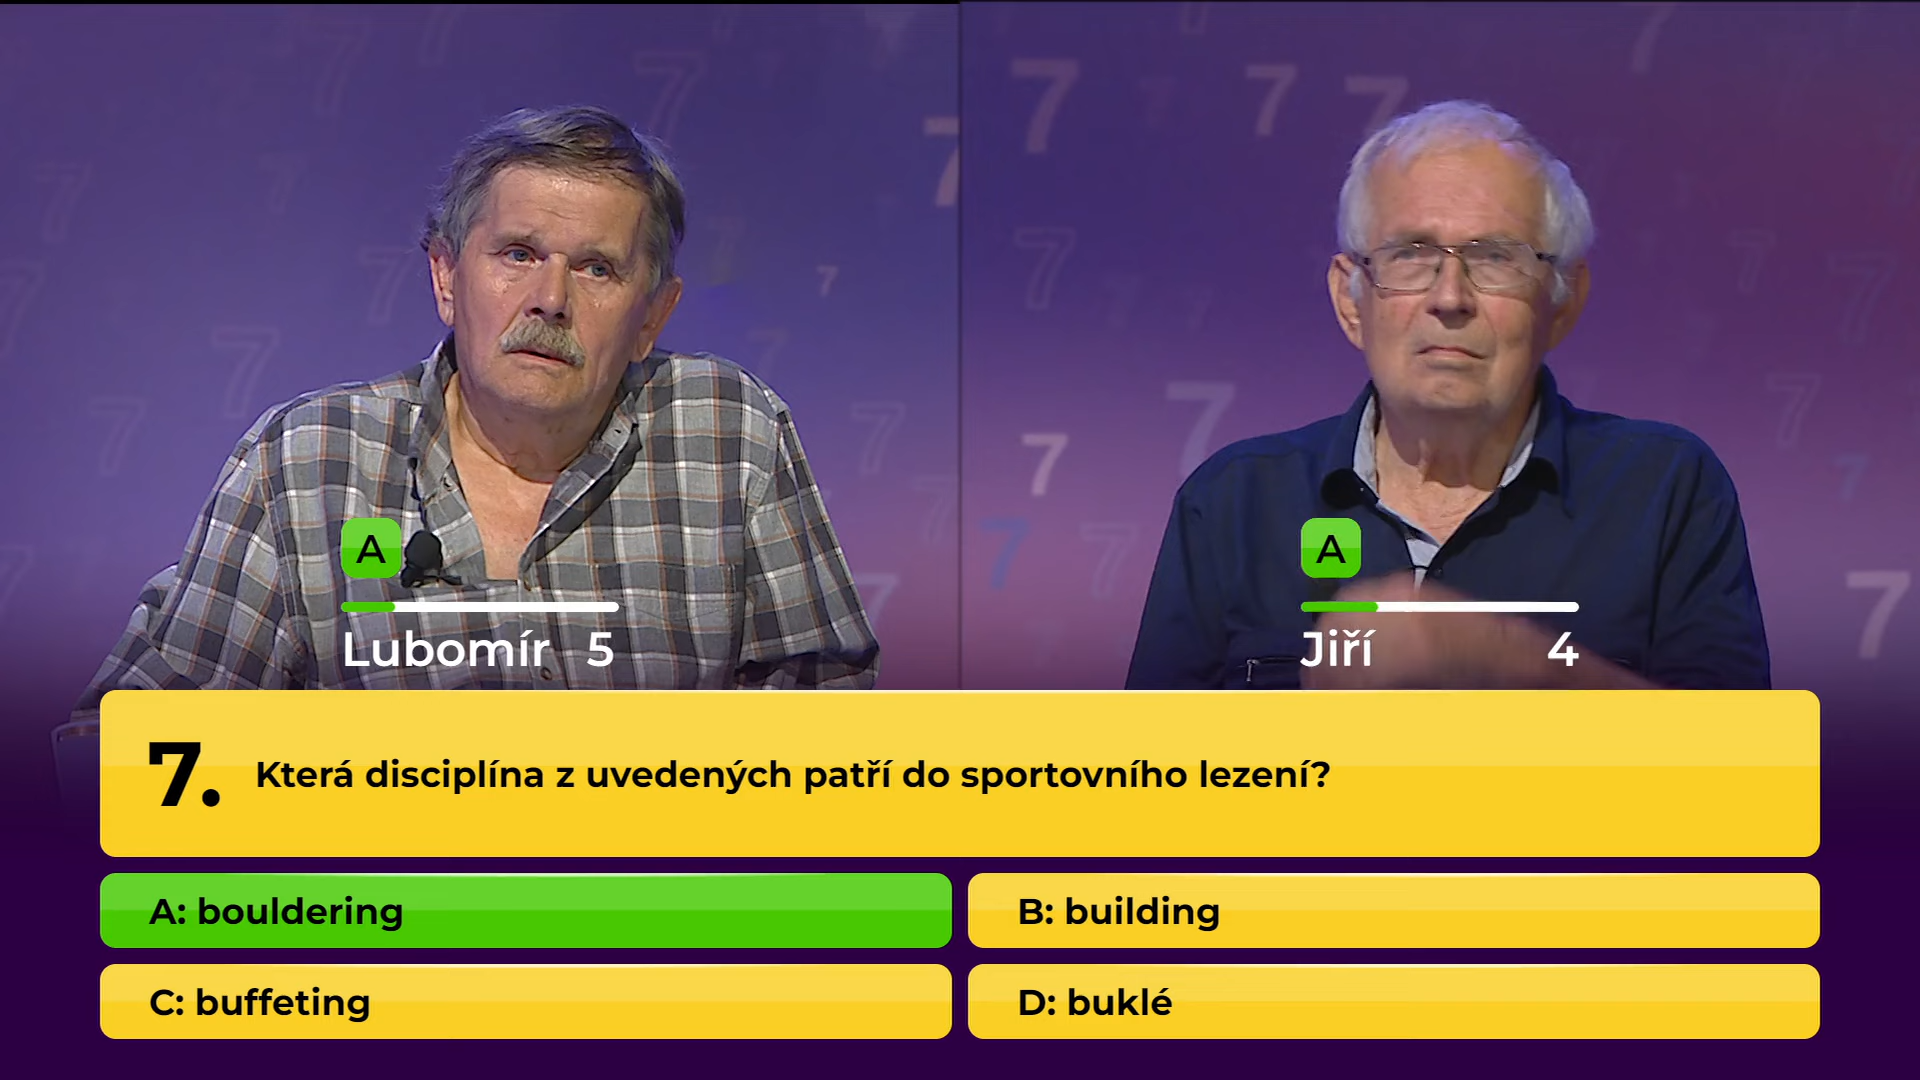 A
A
Lubomír 5
Jiří 4
7. Která disciplína z uvedených patří do sportovního lezení?
A: bouldering
B: building
C: buffeting
D: buklé